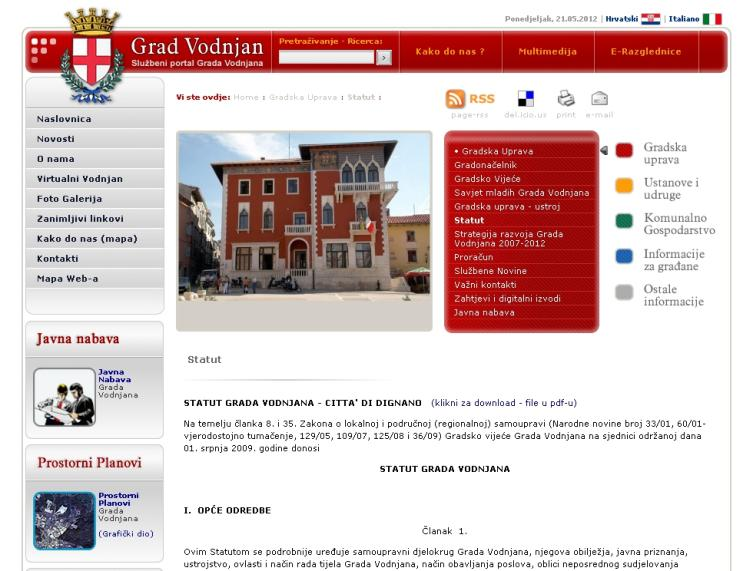 Ponedjeljak, 21.05.2012 | Hrvatski | Italiano
Grad Vodnjan
Službeni portal Grada Vodnjana
Pretraživanje - Ricerca:
>
Kako do nas ?
Multimedija
E-Razglednice
Naslovnica
Novosti
O nama
Virtualni Vodnjan
Foto Galerija
Zanimljivi linkovi
Kako do nas (mapa)
Kontakti
Mapa Web-a
Javna nabava
Javna
Nabava
Grada
Vodnjana
Prostorni Planovi
Prostorni
Planovi
Grada
Vodnjana
(Grafički dio)
Vi ste ovdje: Home : Gradska Uprava : Statut :
RSS
page-rss
del.icio.us
print
e-mail
• Gradska Uprava
Gradonačelnik
Gradsko Vijeće
Savjet mladih Grada Vodnjana
Gradska uprava - ustroj
Statut
Strategija razvoja Grada
Vodnjana 2007-2012
Proračun
Službene Novine
Važni kontakti
Zahtjevi i digitalni izvodi
Javna nabava
Gradska
uprava
Ustanove i
udruge
Komunalno
Gospodarstvo
Informacije
za građane
Ostale
informacije
Statut
STATUT GRADA VODNJANA - CITTA' DI DIGNANO (klikni za download - file u pdf-u)
Na temelju članka 8. i 35. Zakona o lokalnoj i područnoj (regionalnoj) samoupravi (Narodne novine broj 33/01, 60/01-
vjerodostojno tumačenje, 129/05, 109/07, 125/08 i 36/09) Gradsko vijeće Grada Vodnjana na sjednici održanoj dana
01. srpnja 2009. godine donosi
STATUT GRADA VODNJANA
I. OPĆE ODREDBE
Članak 1.
Ovim Statutom se podrobnije uređuje samoupravni djelokrug Grada Vodnjana, njegova obilježja, javna priznanja,
ustrojstvo, ovlasti i način rada tijela Grada Vodnjana, način obavljanja poslova, oblici neposrednog sudjelovanja